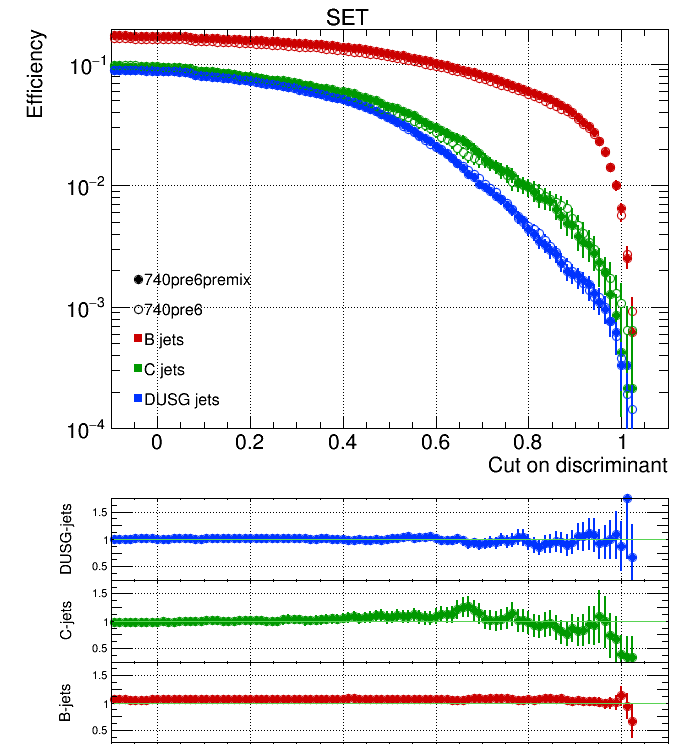 SET
Efficiency
10⁻¹
10⁻²
10⁻³
10⁻⁴
740pre6premix
740pre6
B jets
C jets
DUSG jets
0 0.2 0.4 0.6 0.8 1
Cut on discriminant
DUSG-jets
1.5
1
0.5
C-jets
1.5
1
0.5
B-jets
1.5
1
0.5